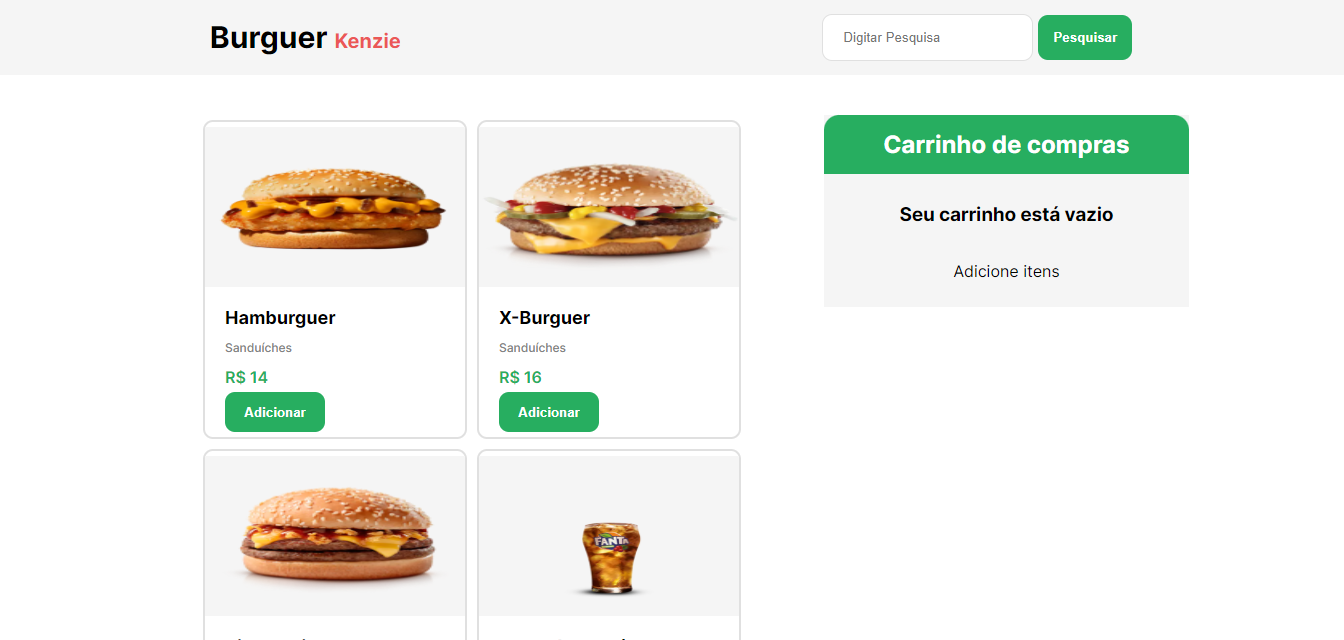 Burguer Kenzie
Digitar Pesquisa
Pesquisar
Hamburguer
Sanduíches
R$ 14
Adicionar
X-Burguer
Sanduíches
R$ 16
Adicionar
FANTA
Carrinho de compras
Seu carrinho está vazio
Adicione itens